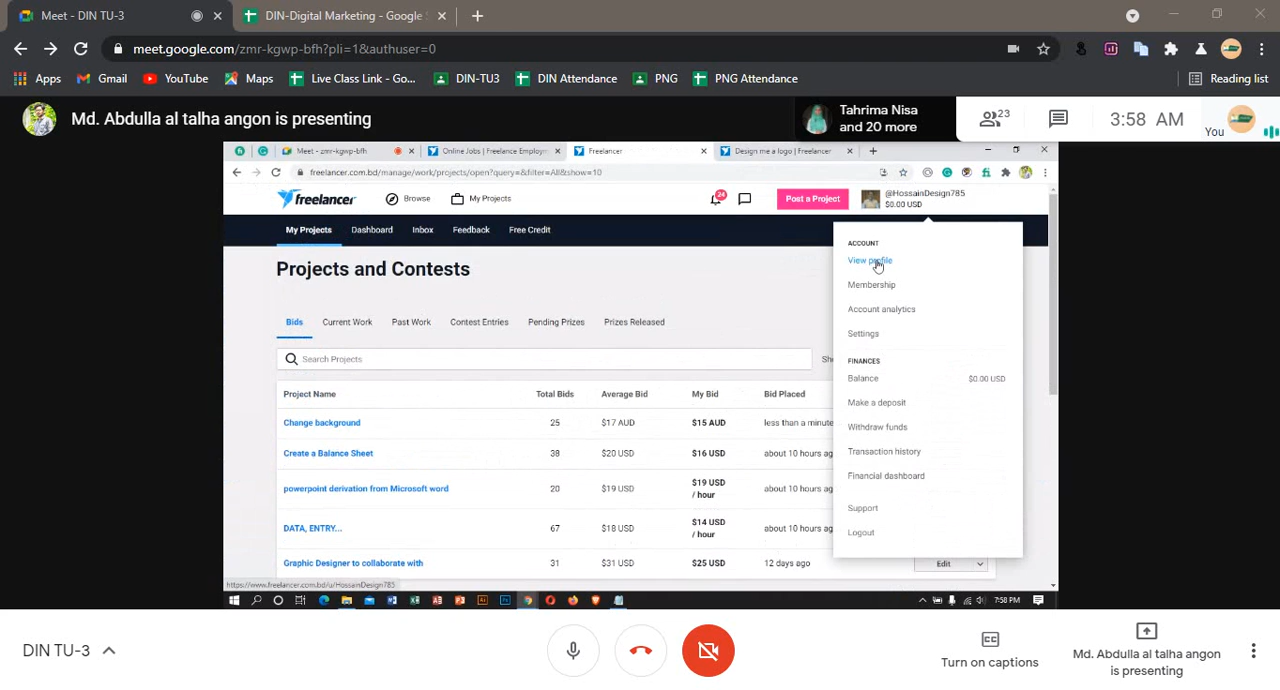 Meet - DIN TU-3
DIN-Digital Marketing - Google
meet.google.com/zmr-kgwp-bfh?pli=1&authuser=0
Apps Gmail YouTube Maps Live Class Link - Go... DIN-TU3 DIN Attendance PNG PNG Attendance Reading list
Md. Abdulla al talha angon is presenting
Tahrima Nisa
and 20 more
23
3:58 AM
You
Meet - zmr-kgwp-bfh
Online Jobs | Freelance Employm...
Freelancer
Design me a logo | Freelancer
freelancer.com.bd/manage/work/projects/open?query=&filter=All&show=10
freelancer Browse My Projects 24 Post a Project @HossainDesign785
$0.00 USD
My Projects Dashboard Inbox Feedback Free Credit
Projects and Contests
Bids Current Work Past Work Contest Entries Pending Prizes Prizes Released
Search Projects
Project Name Total Bids Average Bid My Bid Bid Placed
Change background 25 $17 AUD $15 AUD less than a minute
Create a Balance Sheet 38 $20 USD $16 USD about 10 hours ag
powerpoint derivation from Microsoft word 20 $19 USD $19 USD / hour about 10 hours ag
DATA, ENTRY... 67 $18 USD $14 USD / hour about 10 hours ag
Graphic Designer to collaborate with 31 $31 USD $25 USD 12 days ago Edit
ACCOUNT
View profile
Membership
Account analytics
Settings
FINANCES
Balance $0.00 USD
Make a deposit
Withdraw funds
Transaction history
Financial dashboard
Support
Logout
https://www.freelancer.com.bd/u/HossainDesign785
7:58 PM
DIN TU-3
Turn on captions
Md. Abdulla al talha angon
is presenting